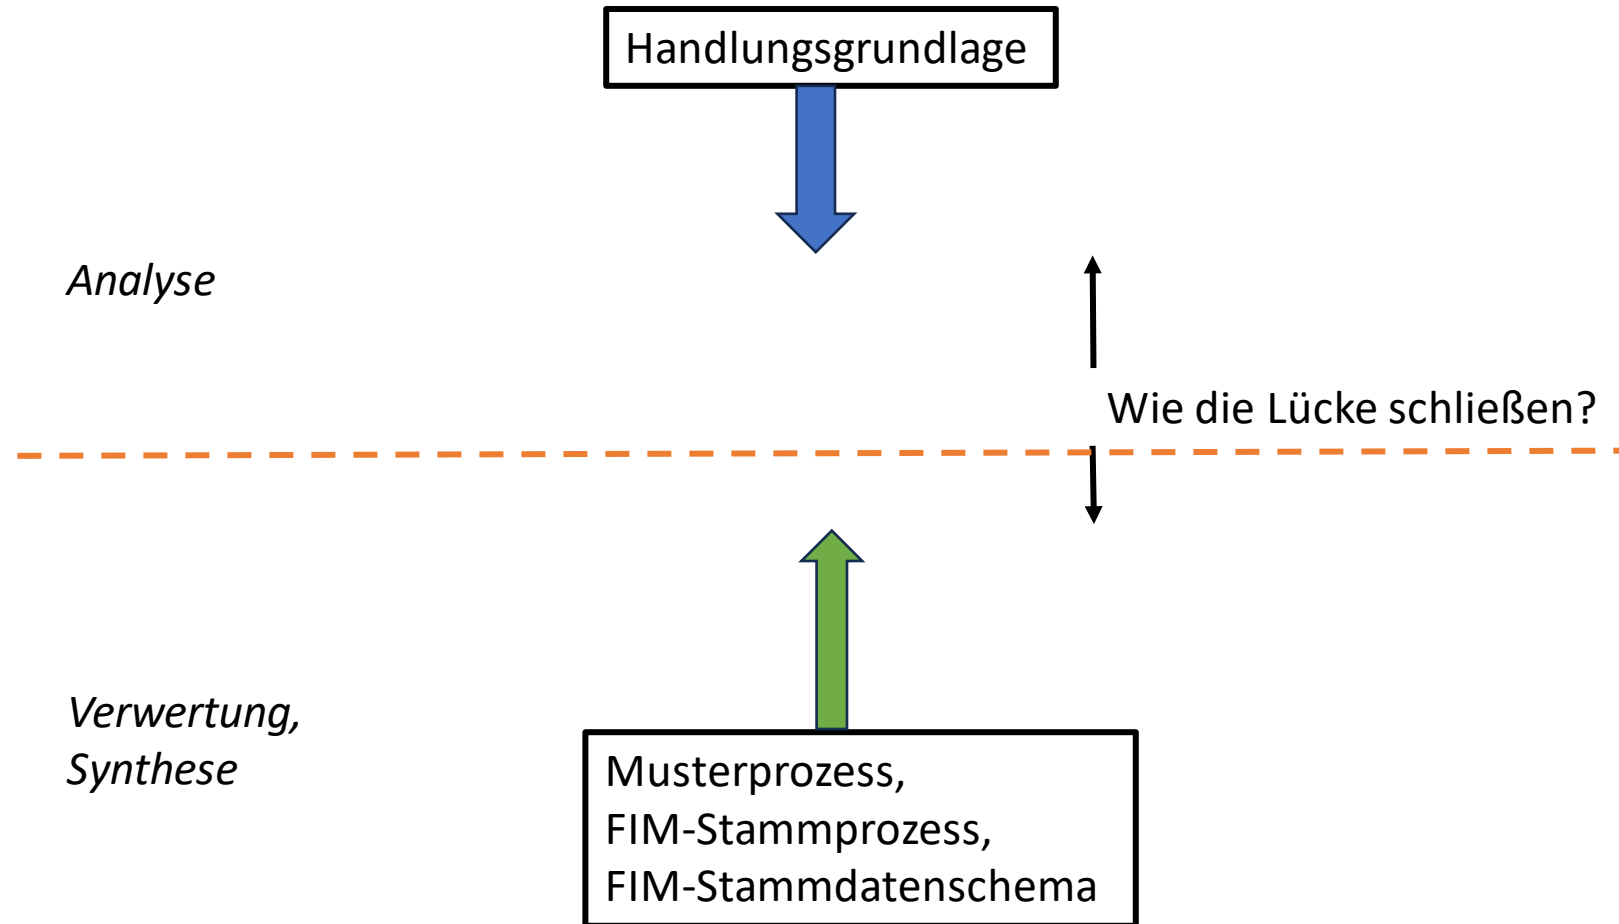 Handlungsgrundlage
Analyse
Wie die Lücke schließen?
Verwertung,
Synthese
Musterprozess,
FIM-Stammprozess,
FIM-Stammdatenschema